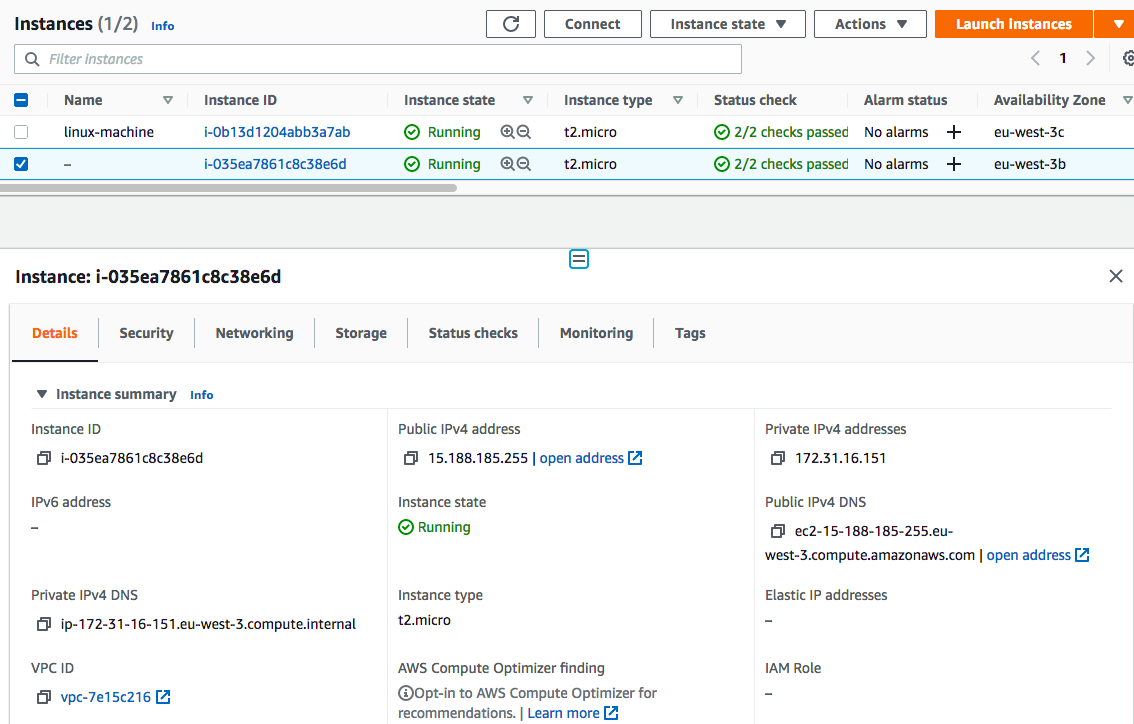 Instances (1/2) Info Connect Instance state Actions Launch Instances
Filter instances 1
Name Instance ID Instance state Instance type Status check Alarm status Availability Zone
linux-machine i-0b13d1204abb3a7ab Running t2.micro 2/2 checks passed No alarms + eu-west-3c
– i-035ea7861c8c38e6d Running t2.micro 2/2 checks passed No alarms + eu-west-3b
Instance: i-035ea7861c8c38e6d
Details Security Networking Storage Status checks Monitoring Tags
Instance summary Info
Instance ID
i-035ea7861c8c38e6d
Public IPv4 address
15.188.185.255 | open address
Private IPv4 addresses
172.31.16.151
IPv6 address
–
Instance state
Running
Public IPv4 DNS
ec2-15-188-185-255.eu-
west-3.compute.amazonaws.com | open address
Private IPv4 DNS
ip-172-31-16-151.eu-west-3.compute.internal
Instance type
t2.micro
Elastic IP addresses
–
VPC ID
vpc-7e15c216
AWS Compute Optimizer finding
Opt-in to AWS Compute Optimizer for
recommendations. | Learn more
IAM Role
–